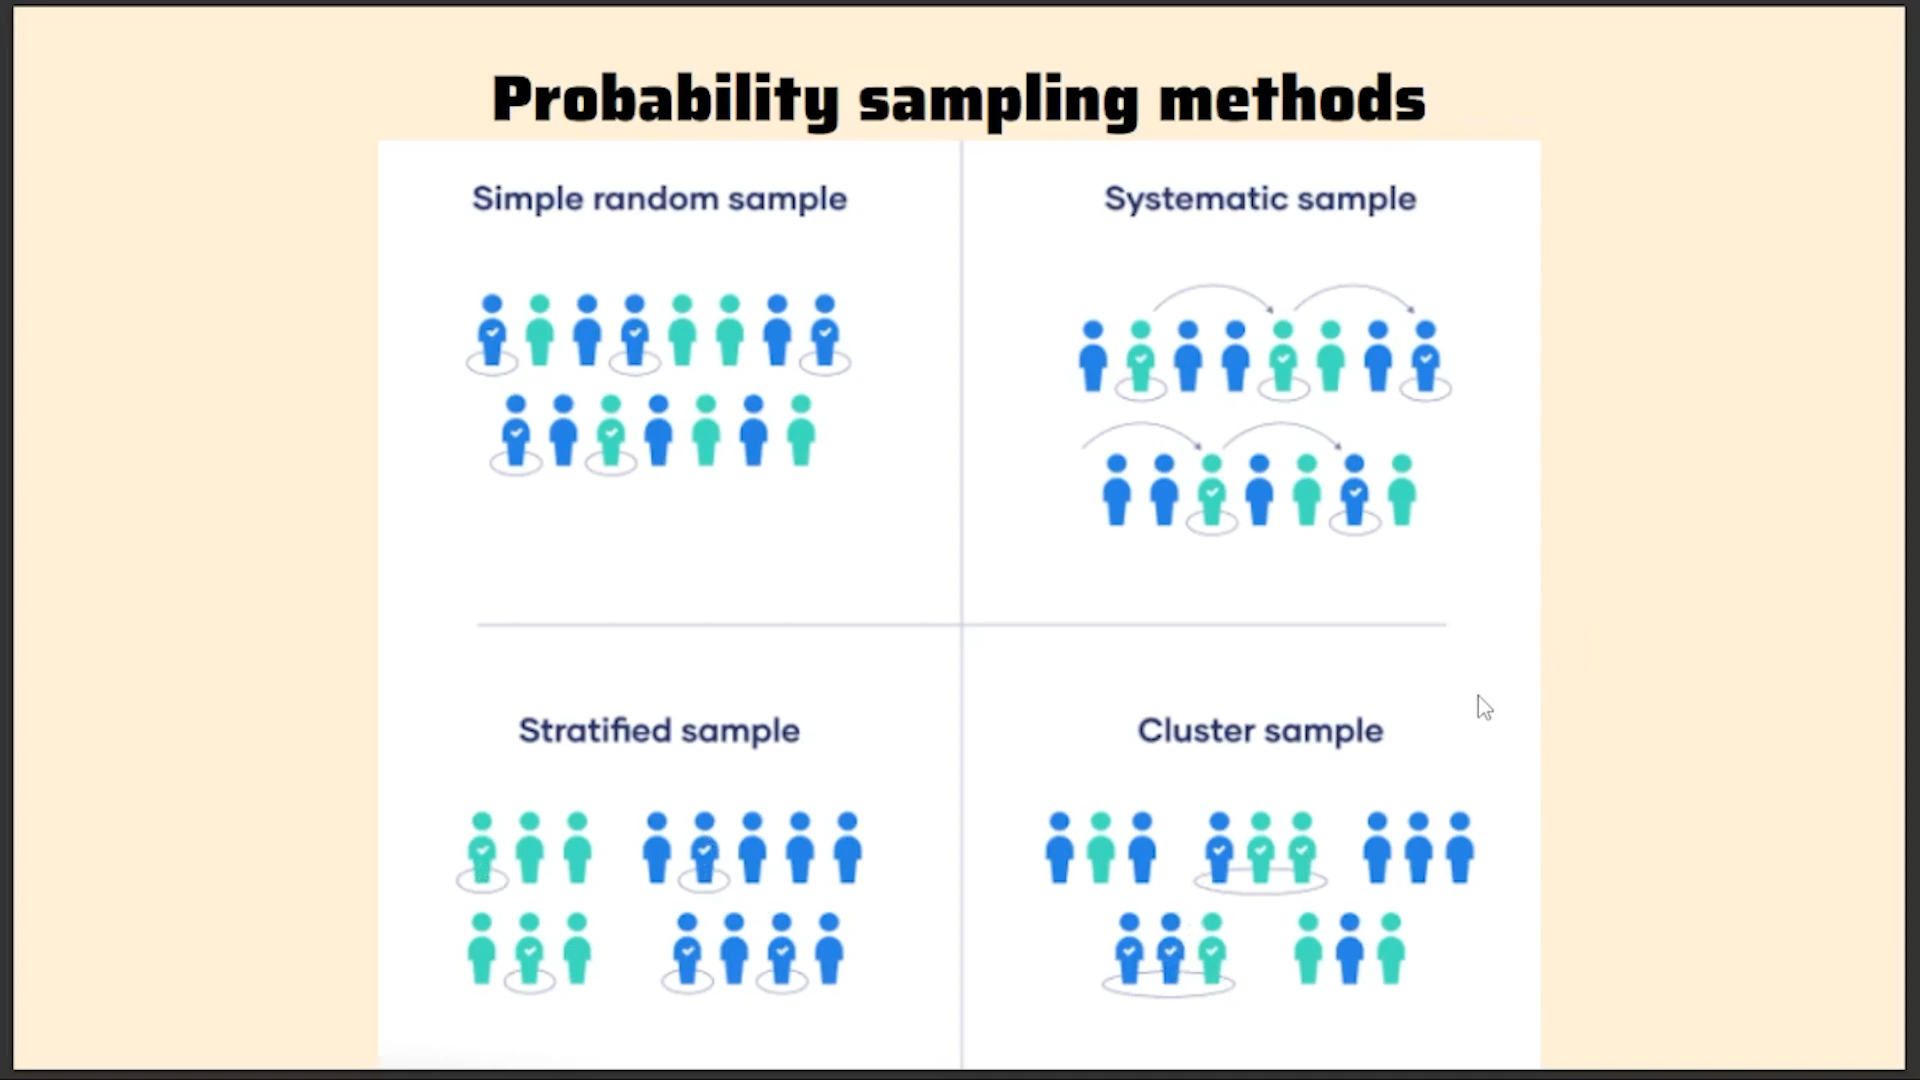 Probability sampling methods
Simple random sample
Systematic sample
Stratified sample
Cluster sample